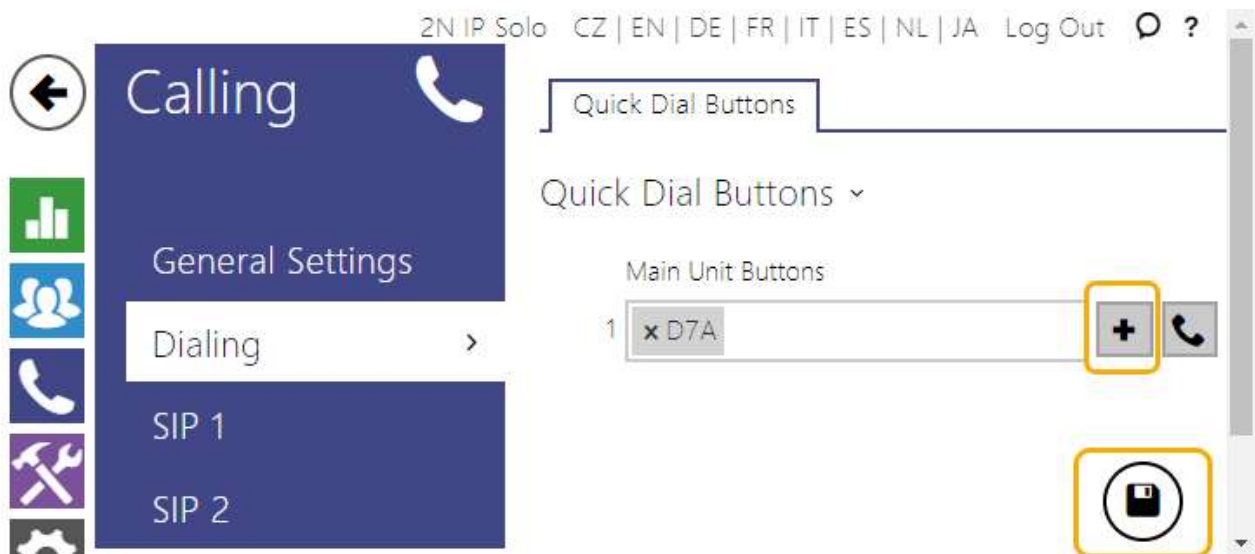 2N IP Solo CZ | EN | DE | FR | IT | ES | NL | JA Log Out ?
Calling
Quick Dial Buttons
Quick Dial Buttons
General Settings
Main Unit Buttons
1 x D7A
Dialing
SIP 1
SIP 2